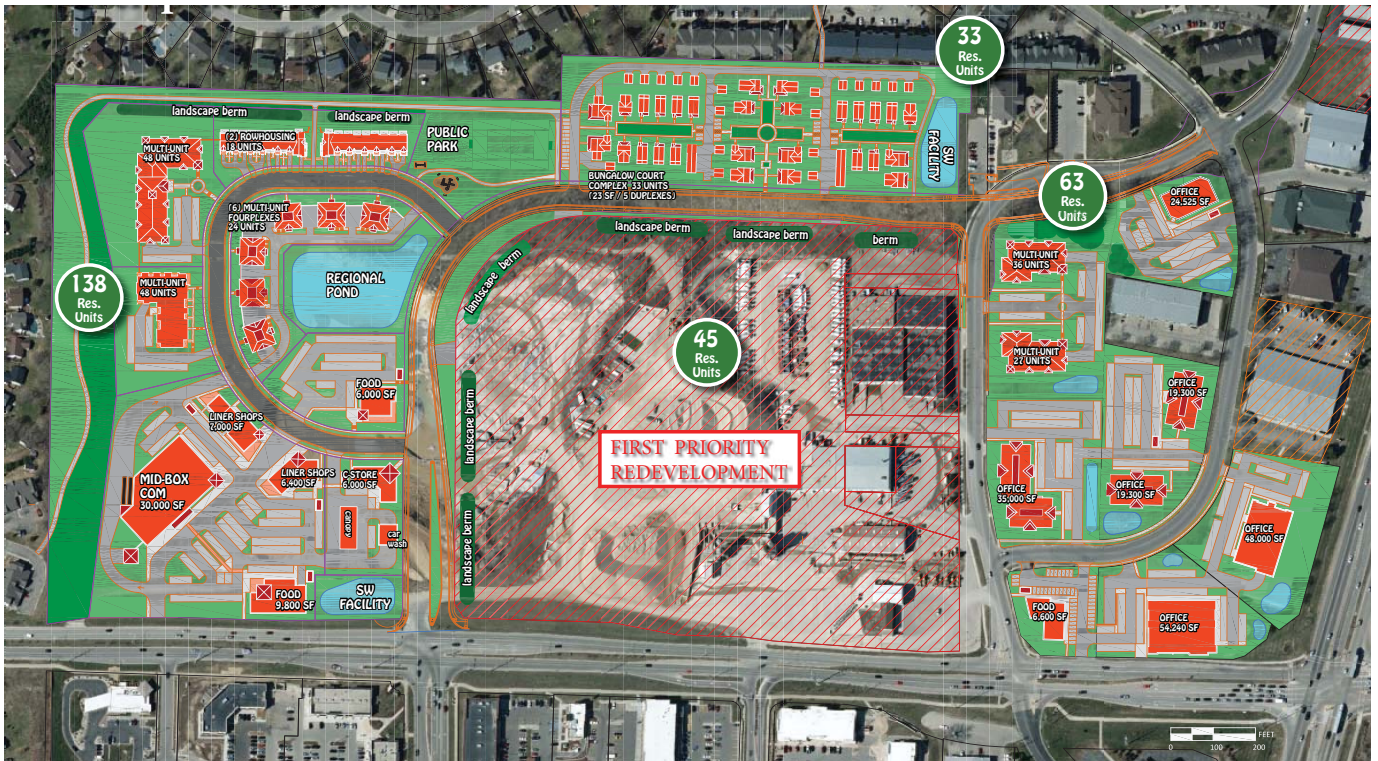 33
Res.
Units
landscape berm
landscape berm
(2) ROWHOUSING
18 UNITS
PUBLIC
PARK
MULTI-UNIT
48 UNITS
SW
FACILITY
BUNGALOW COURT
COMPLEX 33 UNITS
(23 SF / 5 DUPLEXES)
63
Res.
Units
OFFICE
24.525 SF
(6) MULTI-UNIT
FOURPLEXES
24 UNITS
landscape berm
landscape berm
berm
landscape berm
MULTI-UNIT
36 UNITS
138
Res.
Units
MULTI-UNIT
48 UNITS
REGIONAL
POND
45
Res.
Units
MULTI-UNIT
27 UNITS
FOOD
6.000 SF
OFFICE
19.300 SF
LINER SHOPS
7,000 SF
landscape berm
FIRST PRIORITY
REDEVELOPMENT
MID-BOX
COM
30.000 SF
LINER SHOPS
6,400 SF
C-STORE
6.000 SF
OFFICE
35.000 SF
OFFICE
19.300 SF
canopy
car
wash
landscape berm
OFFICE
48.000 SF
FOOD
9,800 SF
SW
FACILITY
FOOD
6,600 SF
OFFICE
54,240 SF
FEET
0 100 200